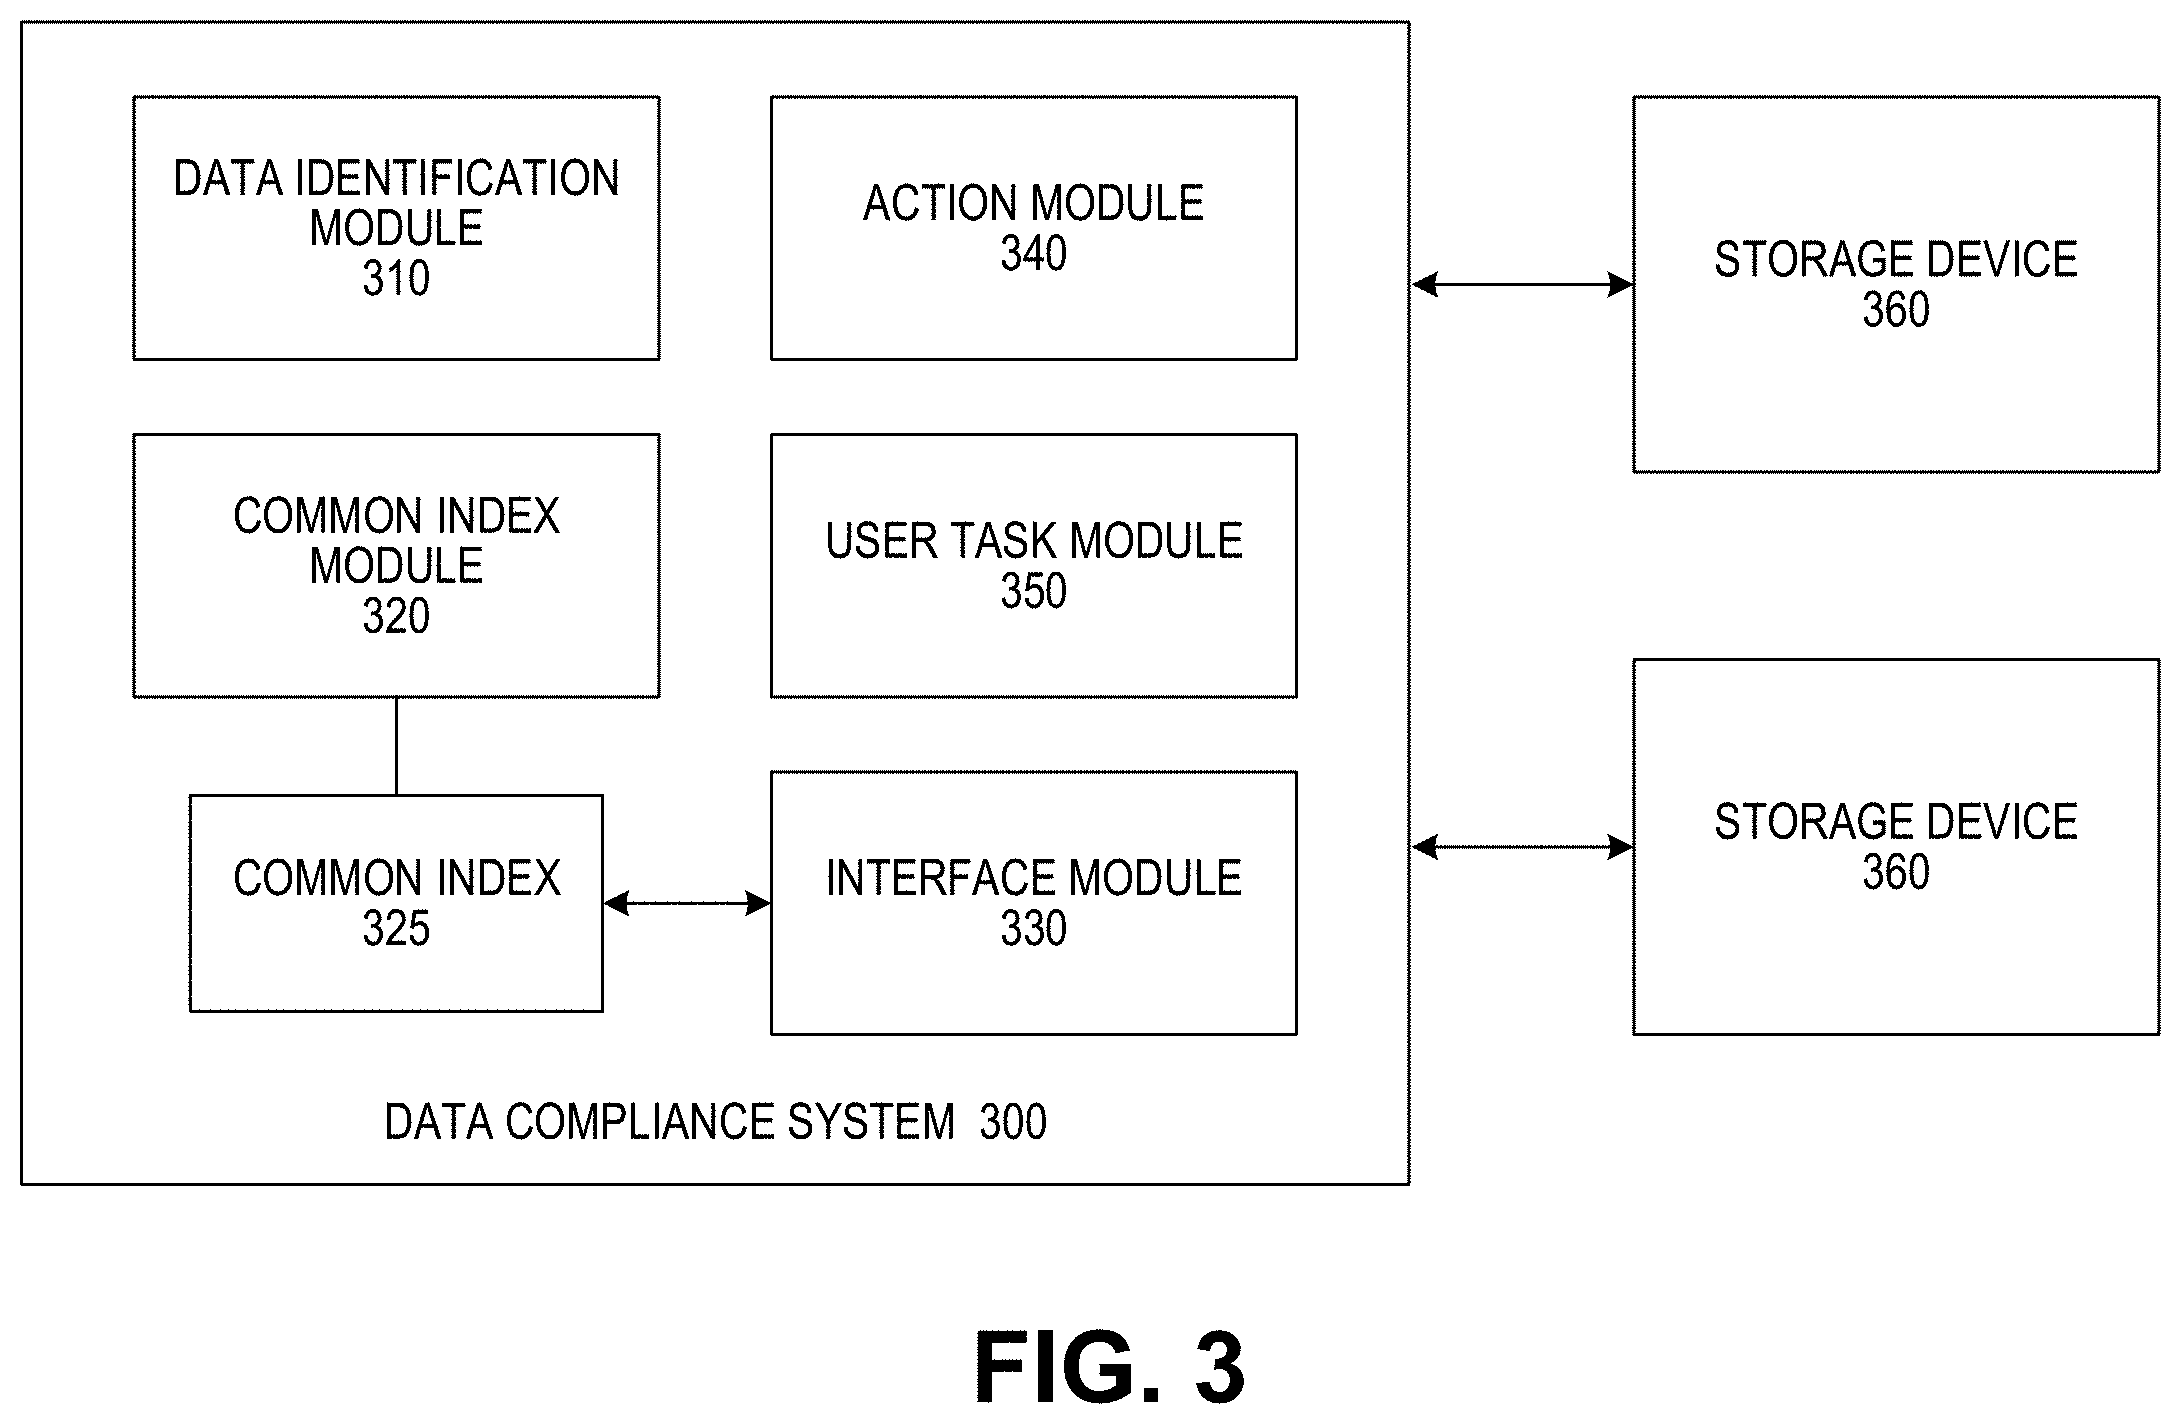 DATA IDENTIFICATION
MODULE
310
ACTION MODULE
340
STORAGE DEVICE
360
COMMON INDEX
MODULE
320
USER TASK MODULE
350
COMMON INDEX
325
INTERFACE MODULE
330
STORAGE DEVICE
360
DATA COMPLIANCE SYSTEM 300
FIG. 3